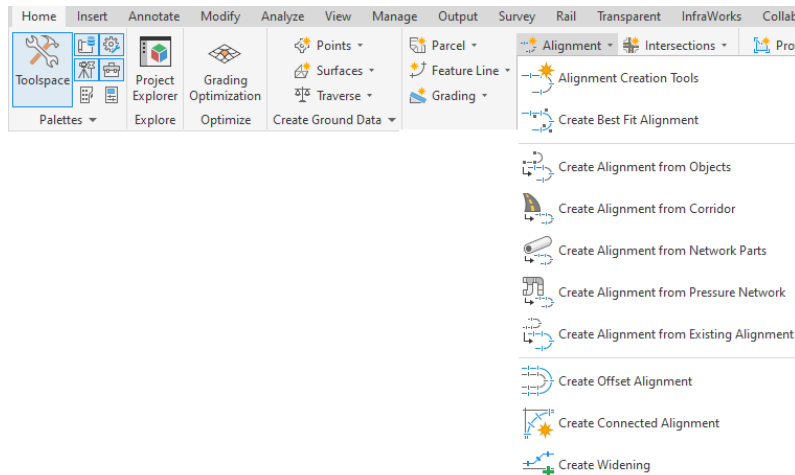 Home Insert Annotate Modify Analyze View Manage Output Survey Rail Transparent InfraWorks Collab
Toolspace
Palettes
Project Explorer
Explore
Grading Optimization
Optimize
Points
Surfaces
Traverse
Create Ground Data
Parcel
Feature Line
Grading
Alignment
Intersections
Pro
Alignment Creation Tools
Create Best Fit Alignment
Create Alignment from Objects
Create Alignment from Corridor
Create Alignment from Network Parts
Create Alignment from Pressure Network
Create Alignment from Existing Alignment
Create Offset Alignment
Create Connected Alignment
Create Widening